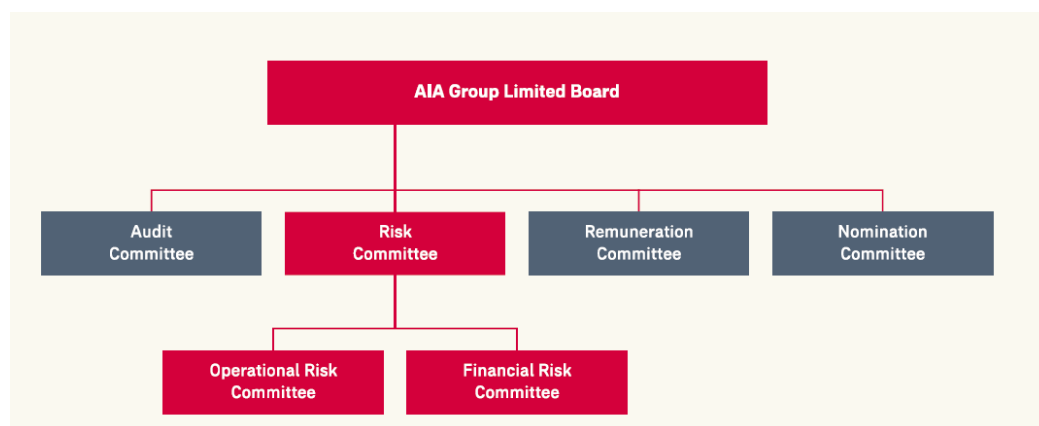 AIA Group Limited Board
Audit
Committee
Risk
Committee
Remuneration
Committee
Nomination
Committee
Operational Risk
Committee
Financial Risk
Committee